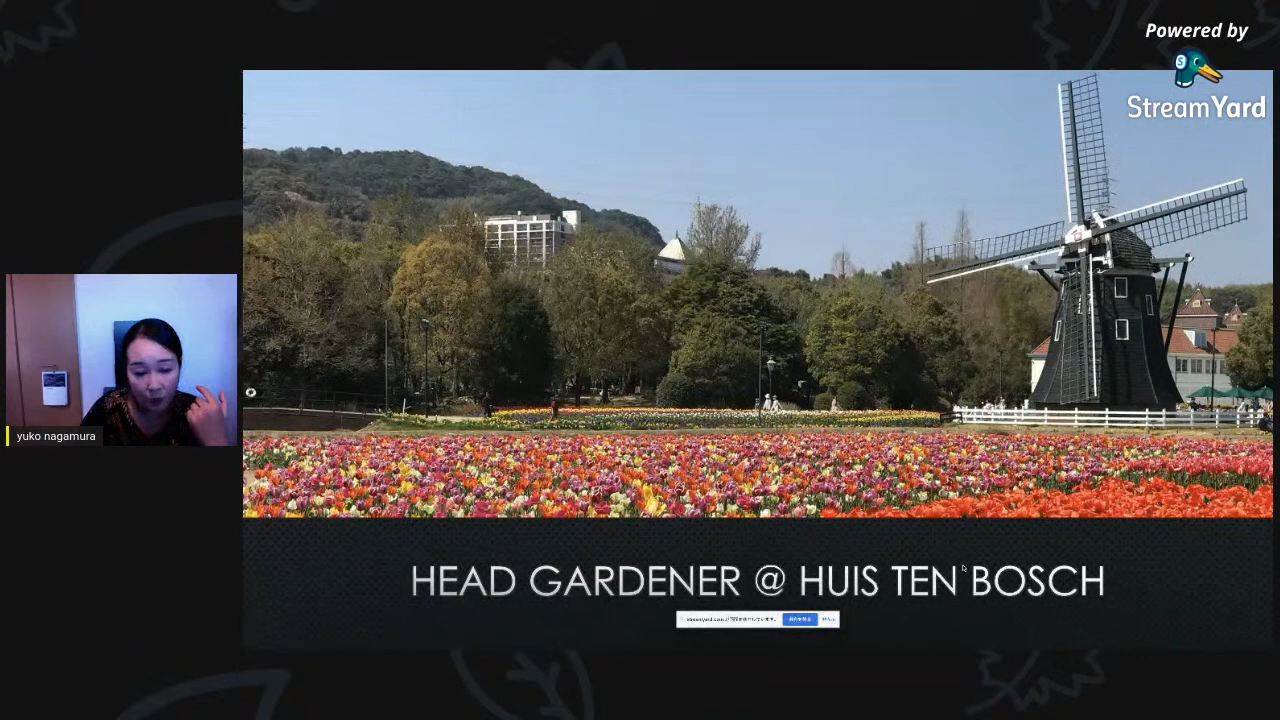 Powered by
StreamYard
yuko nagamura
HEAD GARDENER @ HUIS TEN BOSCH